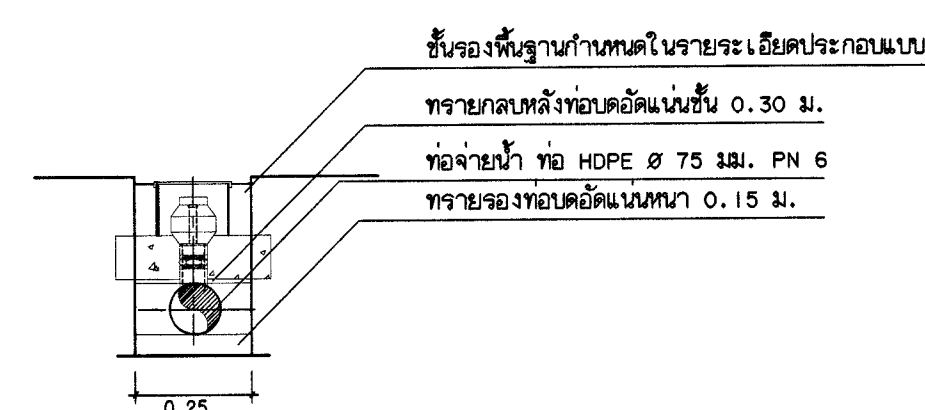 ชั้นรองพื้นฐานกำหนดในรายระเอียดประกอบแบบ
ทรายกลบหลังท่อบดอัดแน่นชั้น 0.30 ม.
ท่อจ่ายน้ำ ท่อ HDPE Ø 75 มม. PN 6
ทรายรองท่อบดอัดแน่นหนา 0.15 ม.
0.25